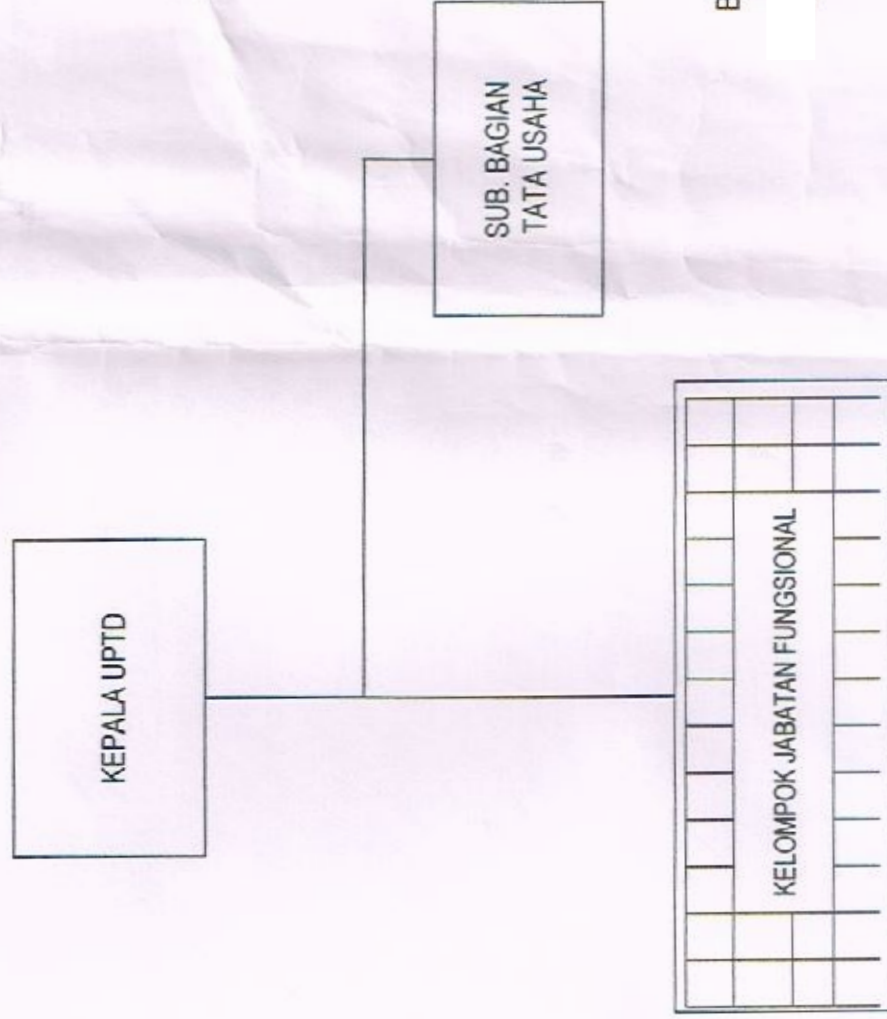 KEPALA UPTD
SUB. BAGIAN
TATA USAHA
KELOMPOK JABATAN FUNGSIONAL
B